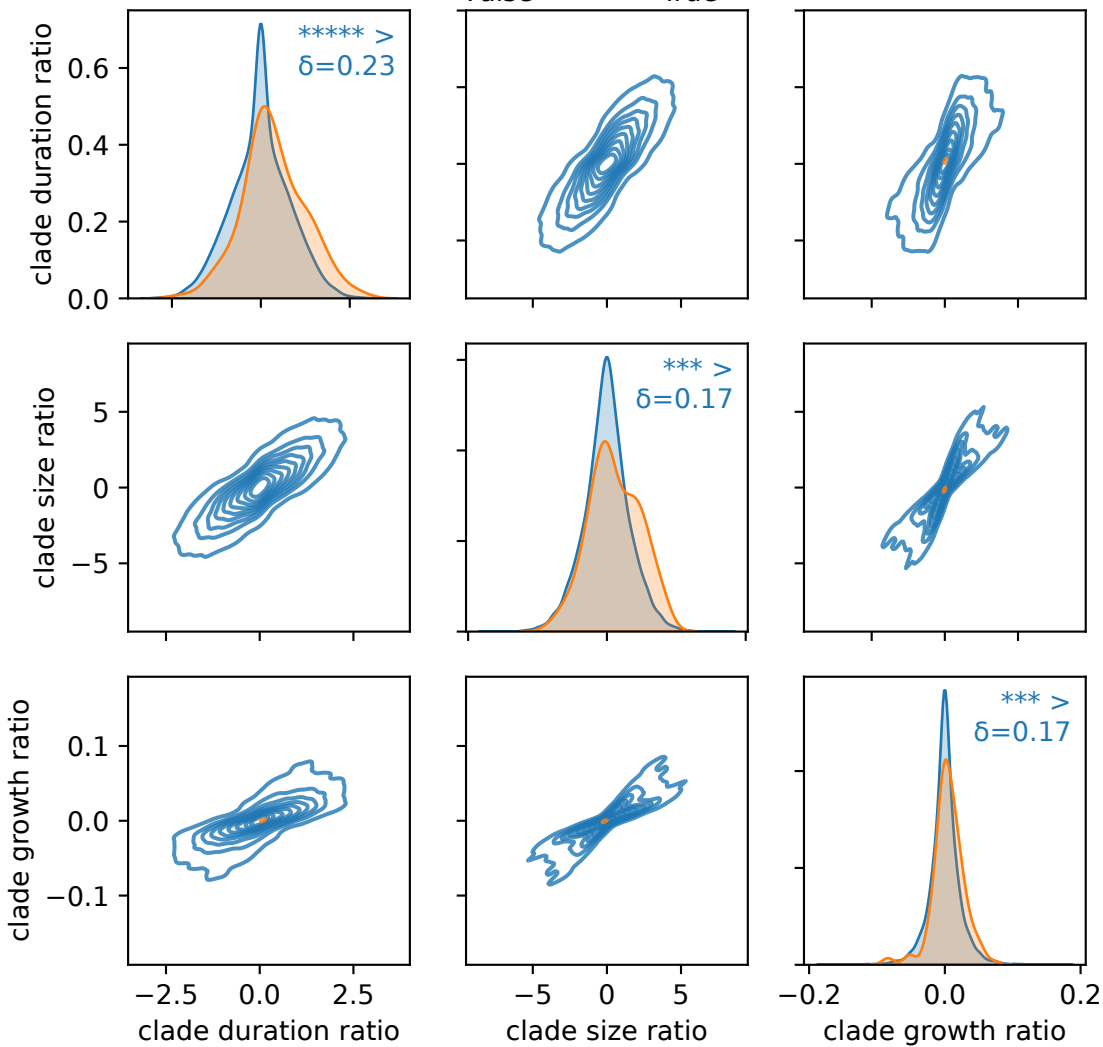 ***** >
δ=0.23
clade duration ratio
0.6
0.4
0.2
0.0
*** >
δ=0.17
clade size ratio
5
0
−5
*** >
δ=0.17
clade growth ratio
0.1
0.0
−0.1
−2.5 0.0 2.5
−5 0 5
−0.2 0.0 0.2
clade duration ratio
clade size ratio
clade growth ratio